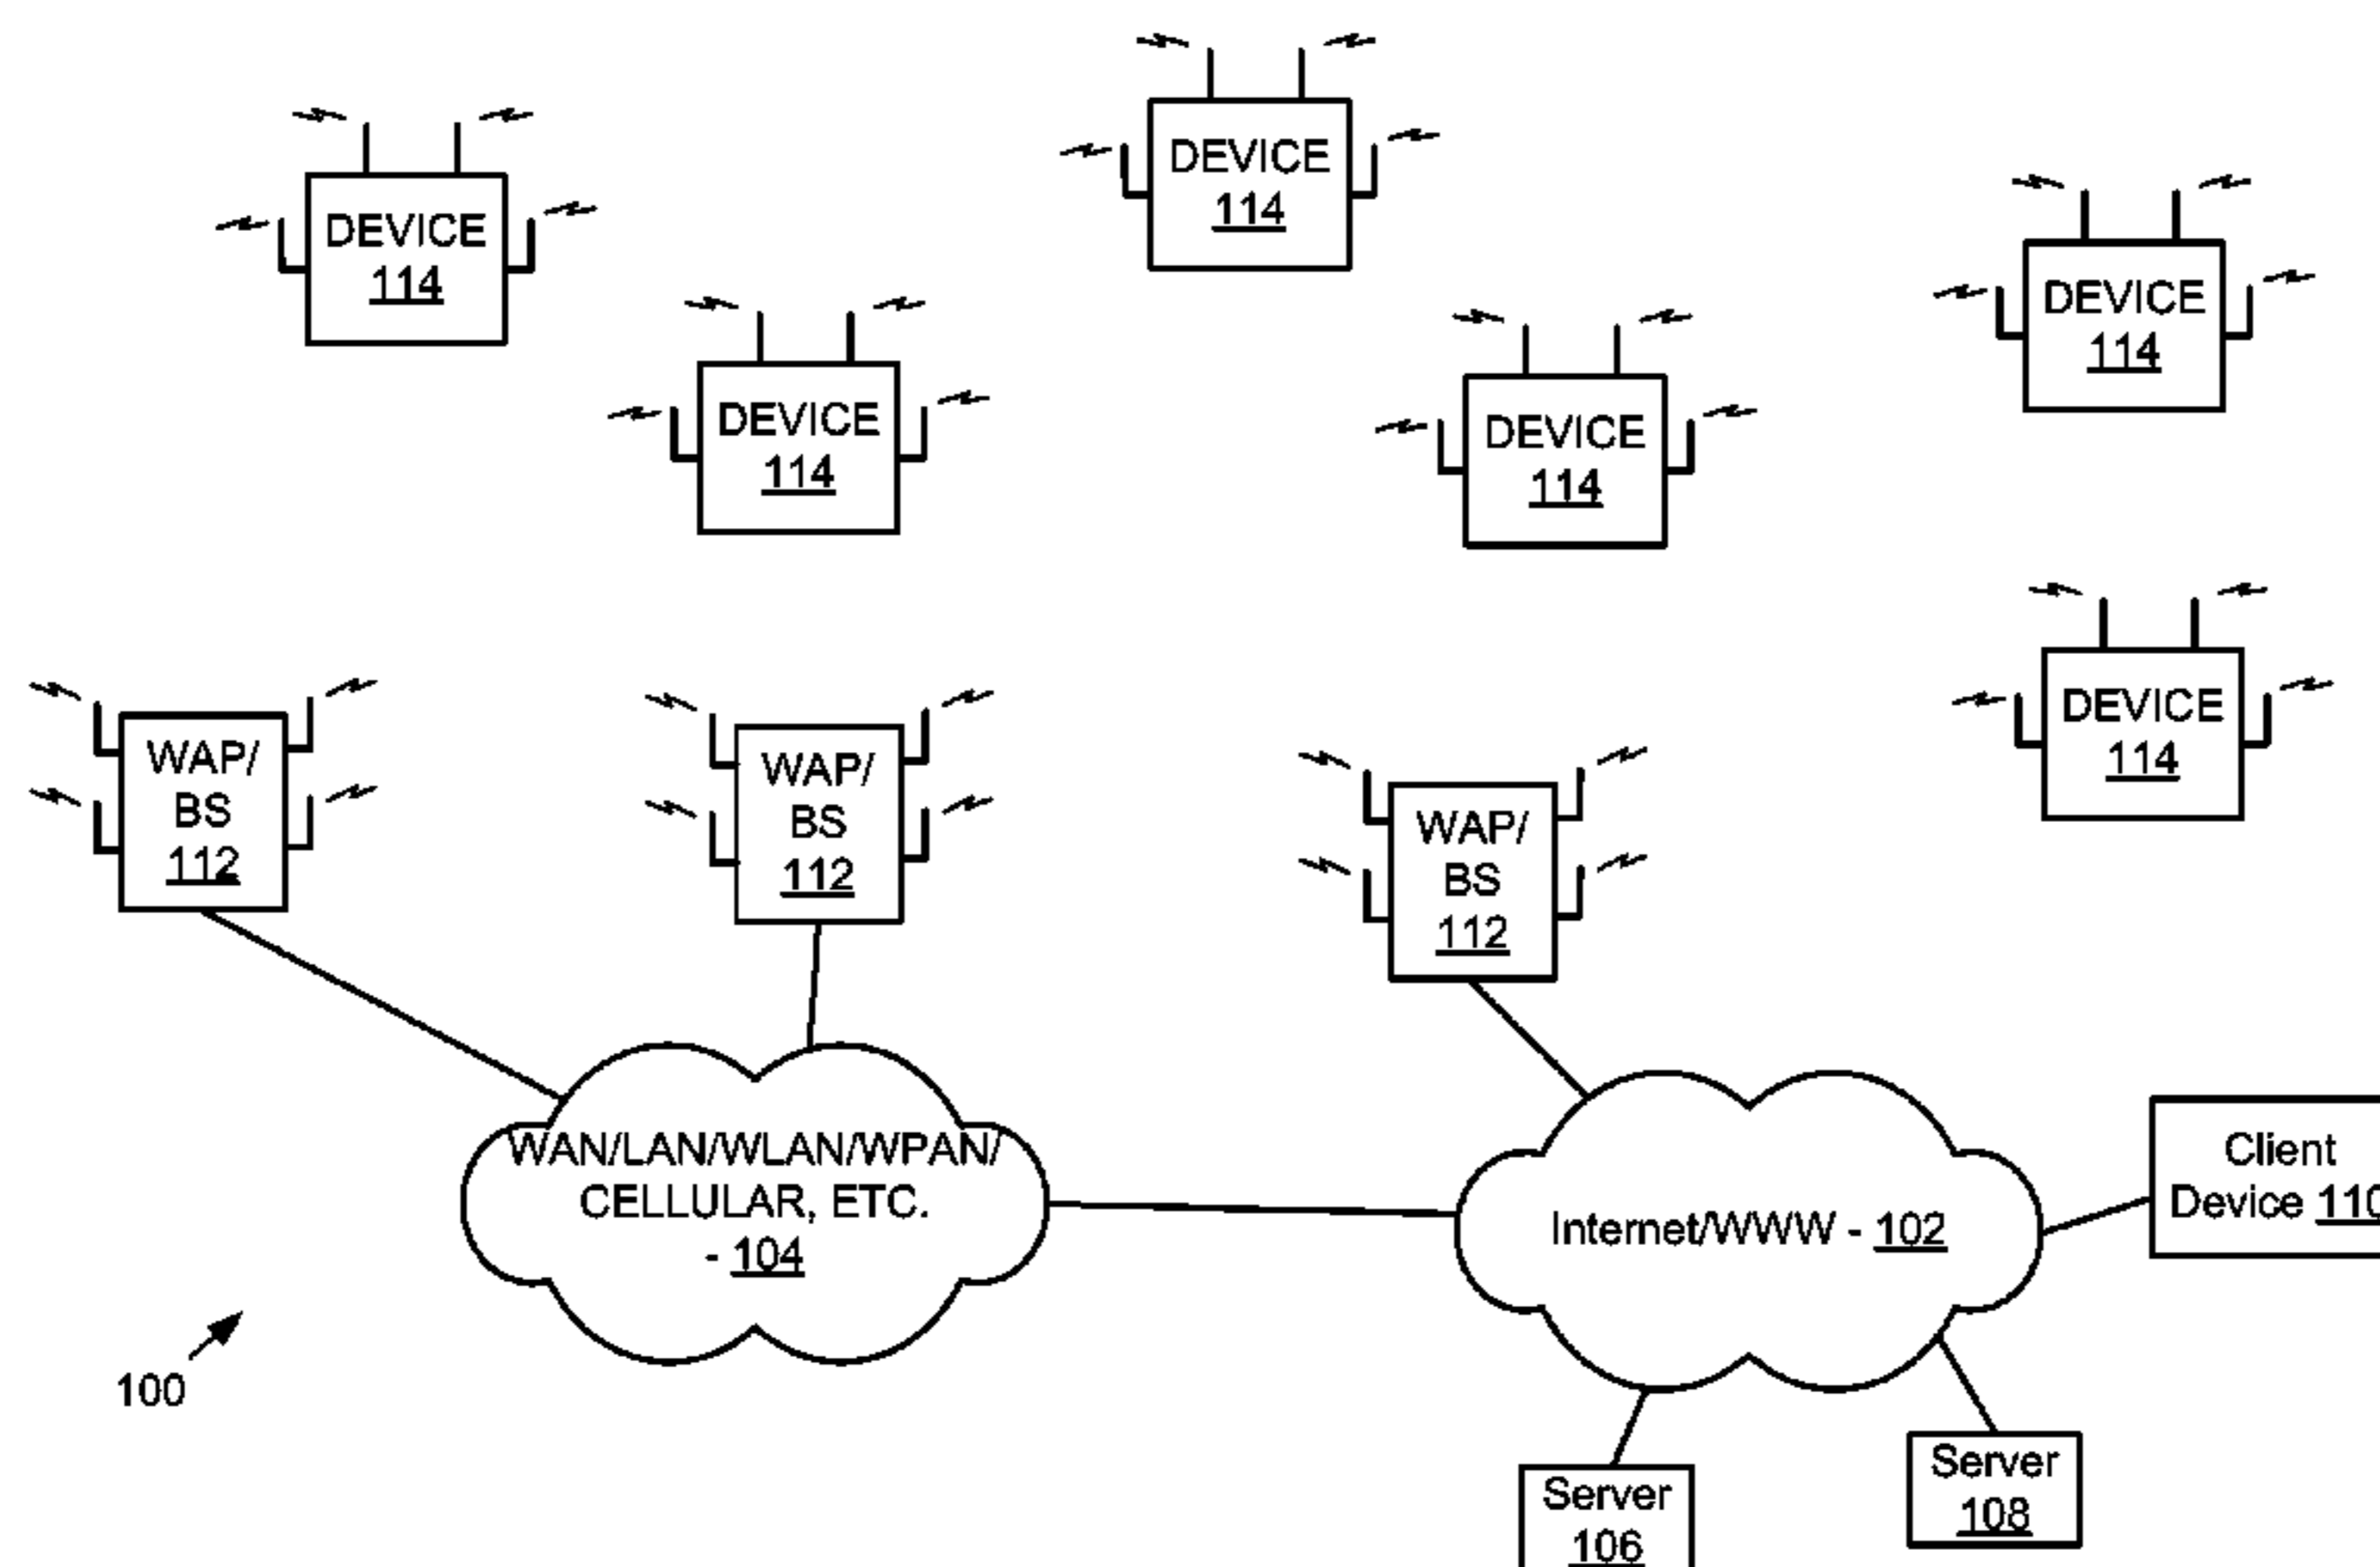 DEVICE
114
DEVICE
114
DEVICE
114
DEVICE
114
DEVICE
114
DEVICE
114
WAP/
BS
112
WAP/
BS
112
WAP/
BS
112
WAN/LAN/WLAN/WPAN/
CELLULAR, ETC.
- 104
Internet/WWW - 102
Client
Device 110
100
Server
106
Server
108